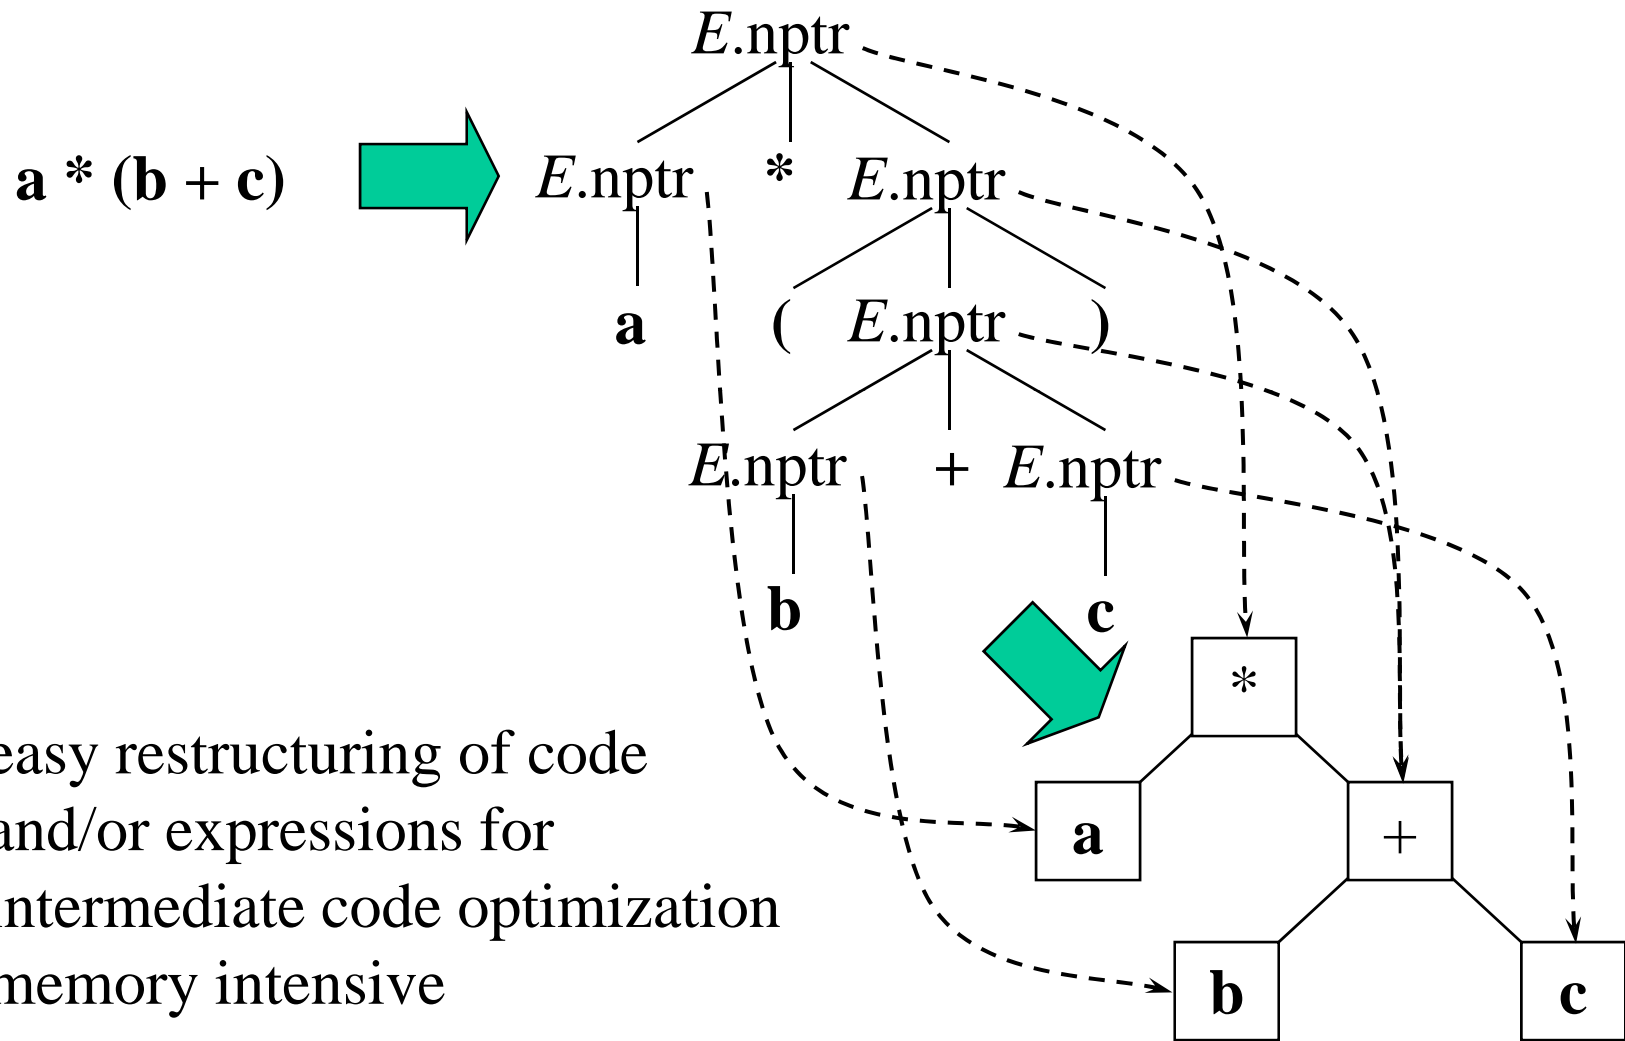 E.nptr
a * (b + c)
E.nptr * E.nptr
a ( E.nptr )
E.nptr + E.nptr
b c
*
easy restructuring of code
and/or expressions for
a +
intermediate code optimization
memory intensive
b c